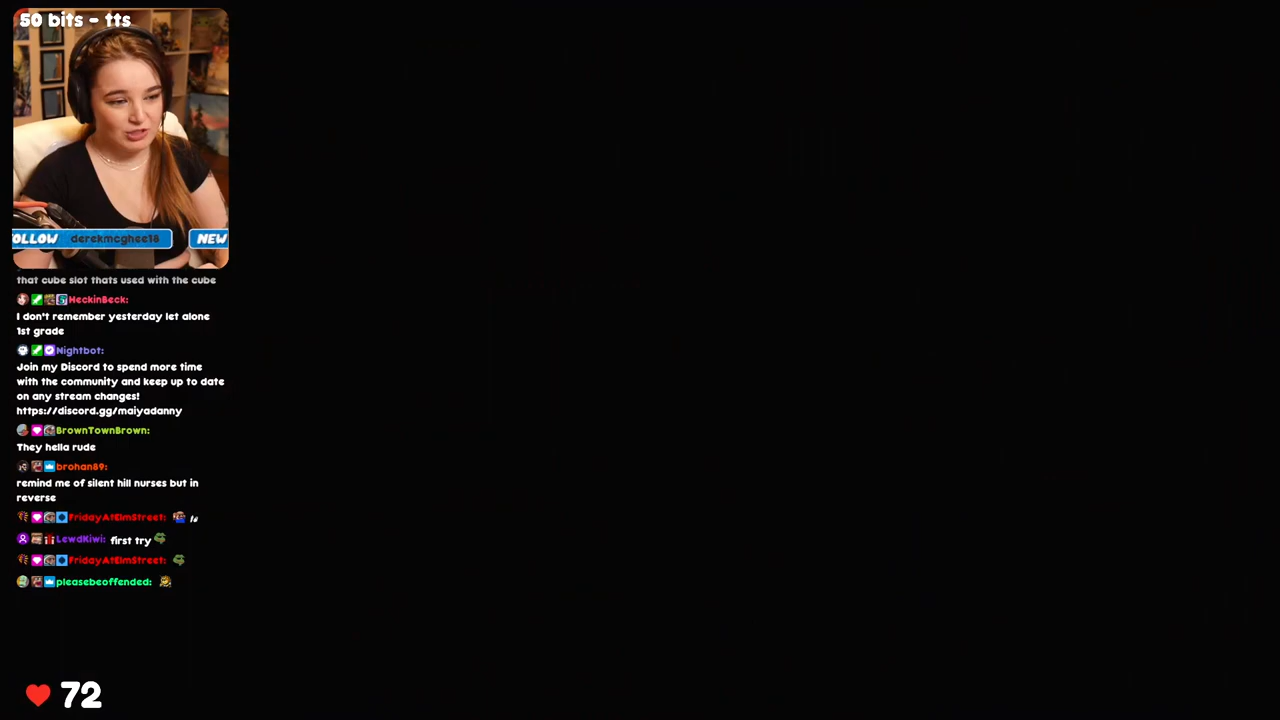 50 bits - tts
OLLOW derekmcghee18 NEW
that cube slot thats used with the cube
HeckinBeck:
I don't remember yesterday let alone
1st grade
Nightbot:
Join my Discord to spend more time
with the community and keep up to date
on any stream changes!
https://discord.gg/maiyadanny
BrownTownBrown:
They hella rude
brohan89:
remind me of silent hill nurses but in
reverse
FridayAtElmStreet:
LewdKiwi: first try
FridayAtElmStreet:
pleasebeoffended:
72